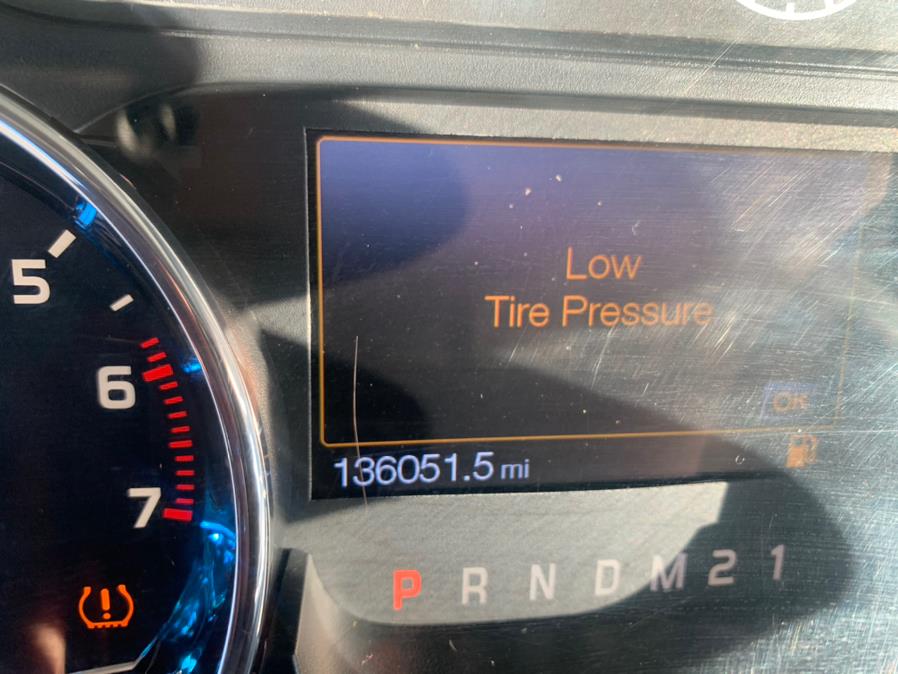 5
6
7
Low
Tire Pressure
OK
136051.5 mi
P R N D M 2 1